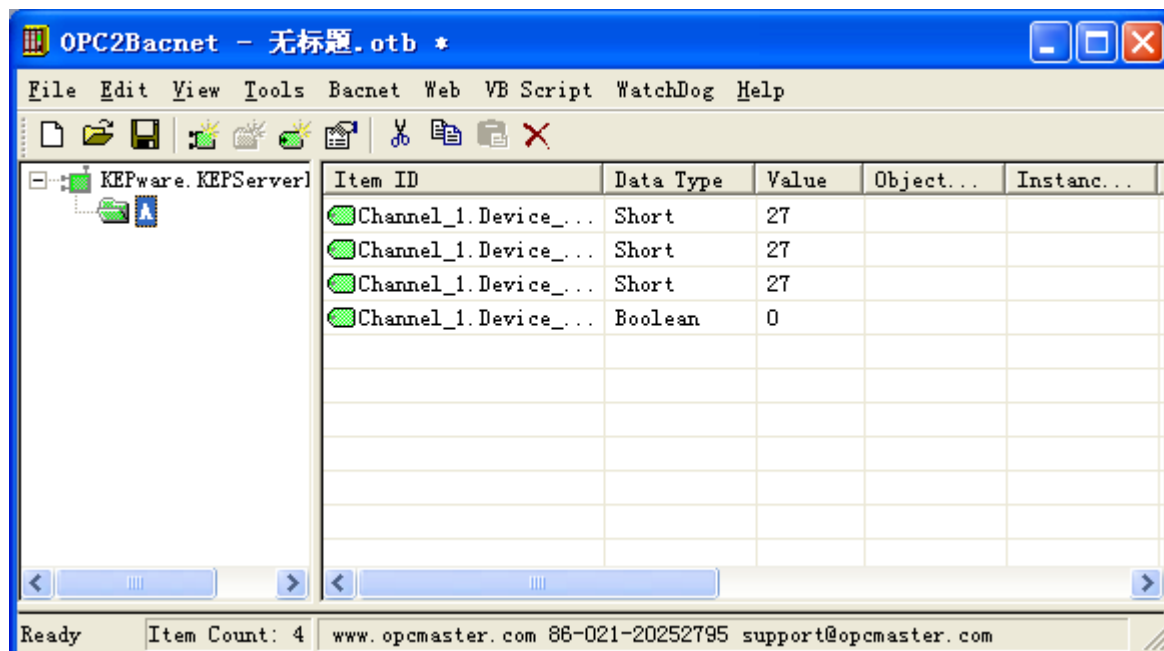 OPC2Bacnet - 无标题.otb *
File Edit View Tools Bacnet Web VB Script WatchDog Help
KEPware.KEPServer
A
Item ID Data Type Value Object... Instanc...
Channel_1.Device_... Short 27
Channel_1.Device_... Short 27
Channel_1.Device_... Short 27
Channel_1.Device_... Boolean 0
Ready Item Count: 4 www.opcmaster.com 86-021-20252795 support@opcmaster.com